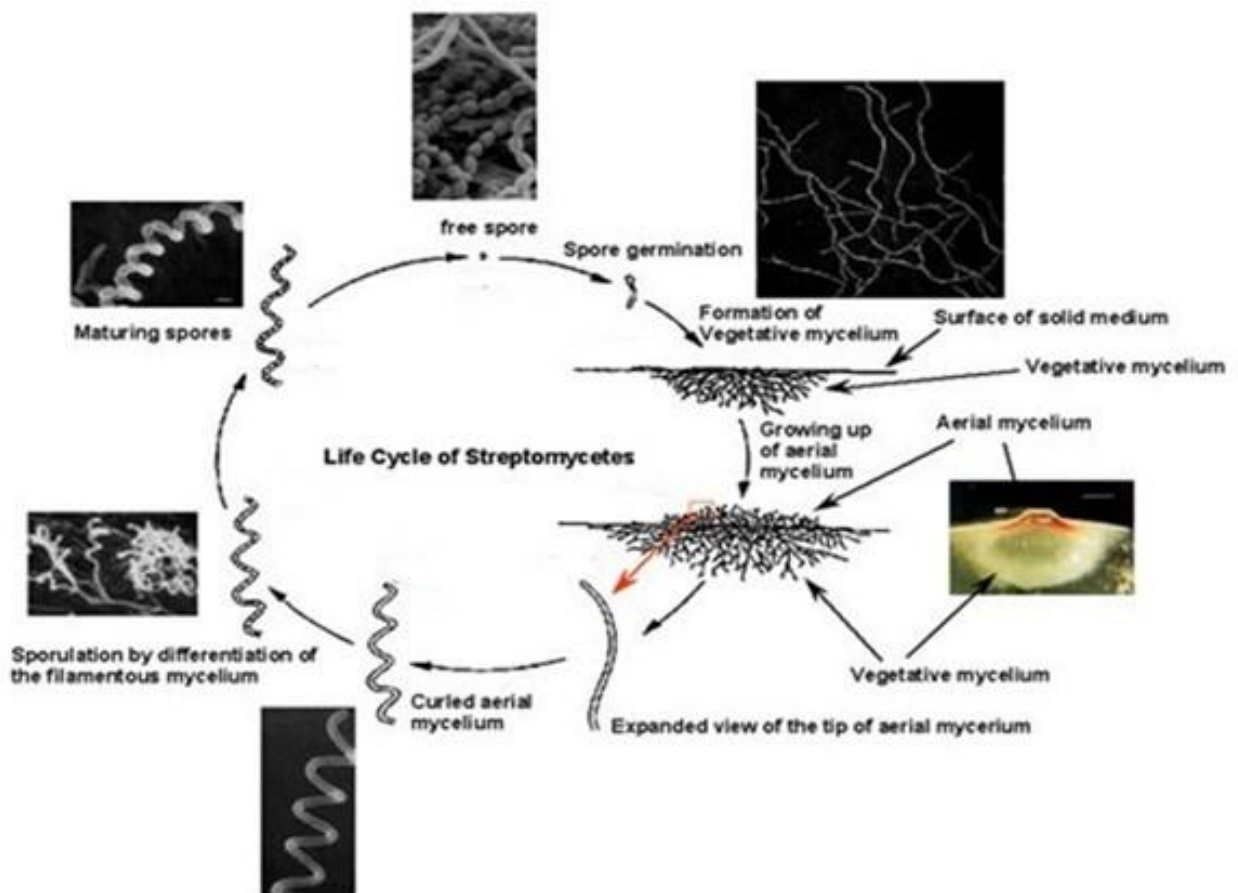 free spore
Spore germination
Formation of
Vegetative mycelium
Surface of solid medium
Vegetative mycelium
Growing up
of aerial
mycelium
Aerial mycelium
Vegetative mycelium
Expanded view of the tip of aerial mycerium
Curled aerial
mycelium
Sporulation by differentiation of
the filamentous mycelium
Maturing spores
Life Cycle of Streptomycetes